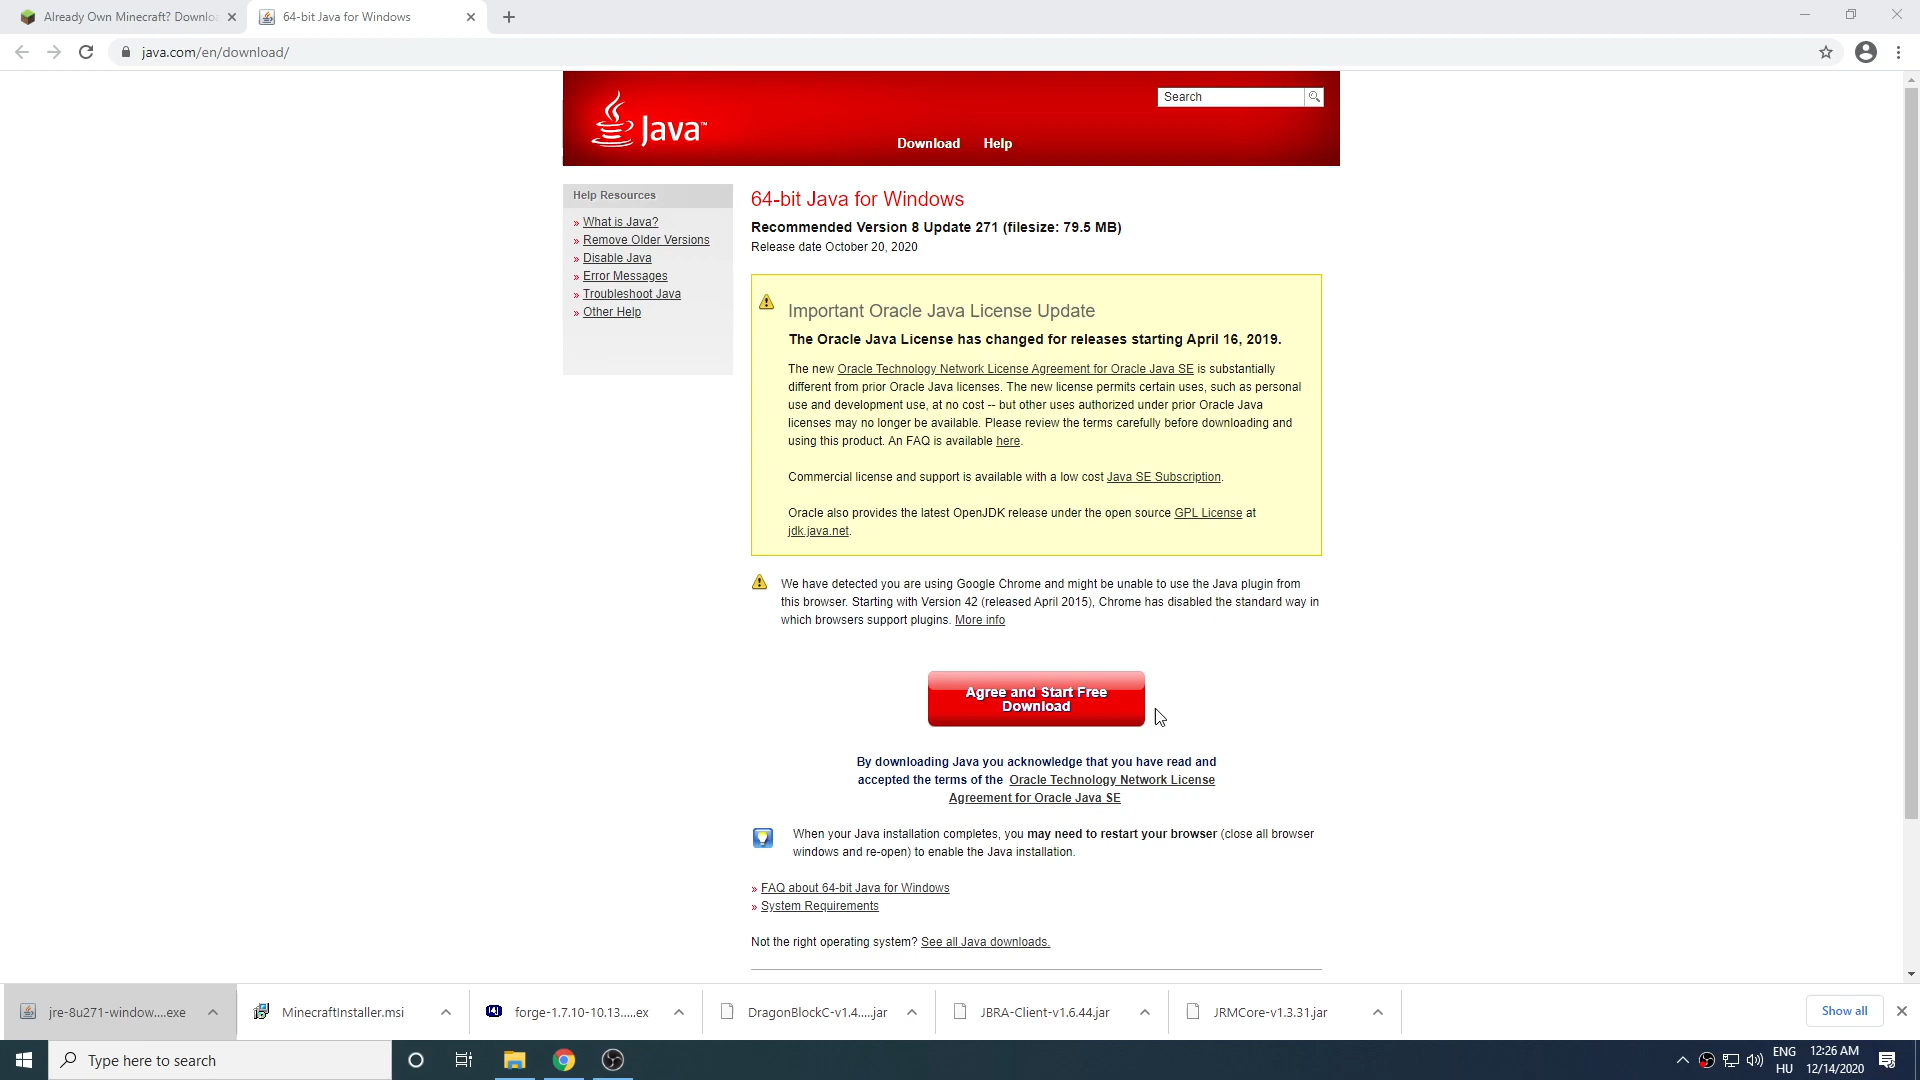 Already Own Minecraft? Downlo
64-bit Java for Windows
java.com/en/download/
Java™
Search
Download Help
Help Resources
» What is Java?
» Remove Older Versions
» Disable Java
» Error Messages
» Troubleshoot Java
» Other Help
64-bit Java for Windows
Recommended Version 8 Update 271 (filesize: 79.5 MB)
Release date October 20, 2020
Important Oracle Java License Update
The Oracle Java License has changed for releases starting April 16, 2019.
The new Oracle Technology Network License Agreement for Oracle Java SE is substantially
different from prior Oracle Java licenses. The new license permits certain uses, such as personal
use and development use, at no cost -- but other uses authorized under prior Oracle Java
licenses may no longer be available. Please review the terms carefully before downloading and
using this product. An FAQ is available here.
Commercial license and support is available with a low cost Java SE Subscription.
Oracle also provides the latest OpenJDK release under the open source GPL License at
jdk.java.net.
We have detected you are using Google Chrome and might be unable to use the Java plugin from
this browser. Starting with Version 42 (released April 2015), Chrome has disabled the standard way in
which browsers support plugins. More info
Agree and Start Free
Download
By downloading Java you acknowledge that you have read and
accepted the terms of the Oracle Technology Network License
Agreement for Oracle Java SE
When your Java installation completes, you may need to restart your browser (close all browser
windows and re-open) to enable the Java installation.
» FAQ about 64-bit Java for Windows
» System Requirements
Not the right operating system? See all Java downloads.
jre-8u271-window....exe
MinecraftInstaller.msi
forge-1.7.10-10.13.....ex
DragonBlockC-v1.4.....jar
JBRA-Client-v1.6.44.jar
JRMCore-v1.3.31.jar
Show all
Type here to search
ENG
HU
12:26 AM
12/14/2020